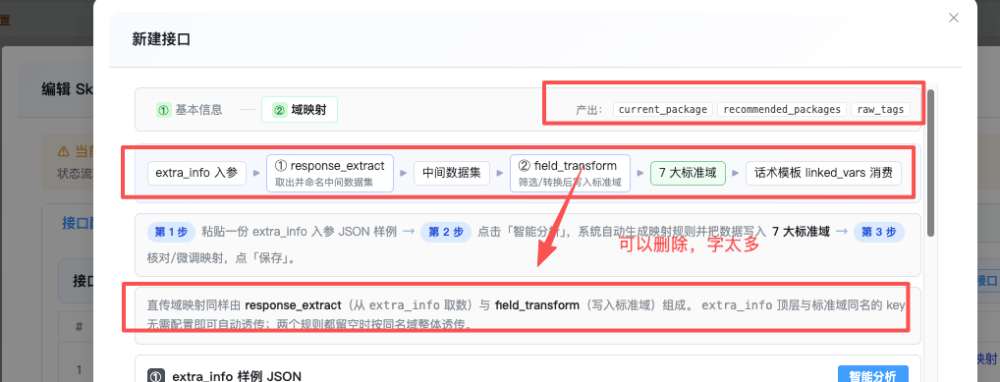 置
新建接口
编辑 Sk
① 基本信息
② 域映射
产出： current_package recommended_packages raw_tags
当前
状态流
extra_info 入参
① response_extract
取出并命名中间数据集
中间数据集
② field_transform
筛选/转换后写入标准域
7 大标准域
话术模板 linked_vars 消费
接口
第 1 步 粘贴一份 extra_info 入参 JSON 样例 → 第 2 步 点击「智能分析」，系统自动生成映射规则并把数据写入 7 大标准域 → 第 3 步
核对/微调映射，点「保存」。
可以删除，字太多
接口
接口
直传域映射同样由 response_extract（从 extra_info 取数）与 field_transform（写入标准域）组成。 extra_info 顶层与标准域同名的 key
无需配置即可自动透传；两个规则都留空时按同名域整体透传。
#
1
映射
① extra_info 样例 JSON
智能分析